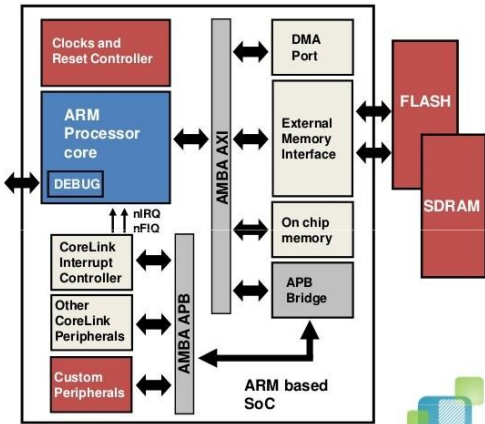 Clocks and
Reset Controller
ARM
Processor
core
DEBUG
nIRQ
nFIQ
CoreLink
Interrupt
Controller
Other
CoreLink
Peripherals
Custom
Peripherals
AMBA APB
AMBA AXI
DMA
Port
External
Memory
Interface
On chip
memory
APB
Bridge
ARM based
SoC
FLASH
SDRAM